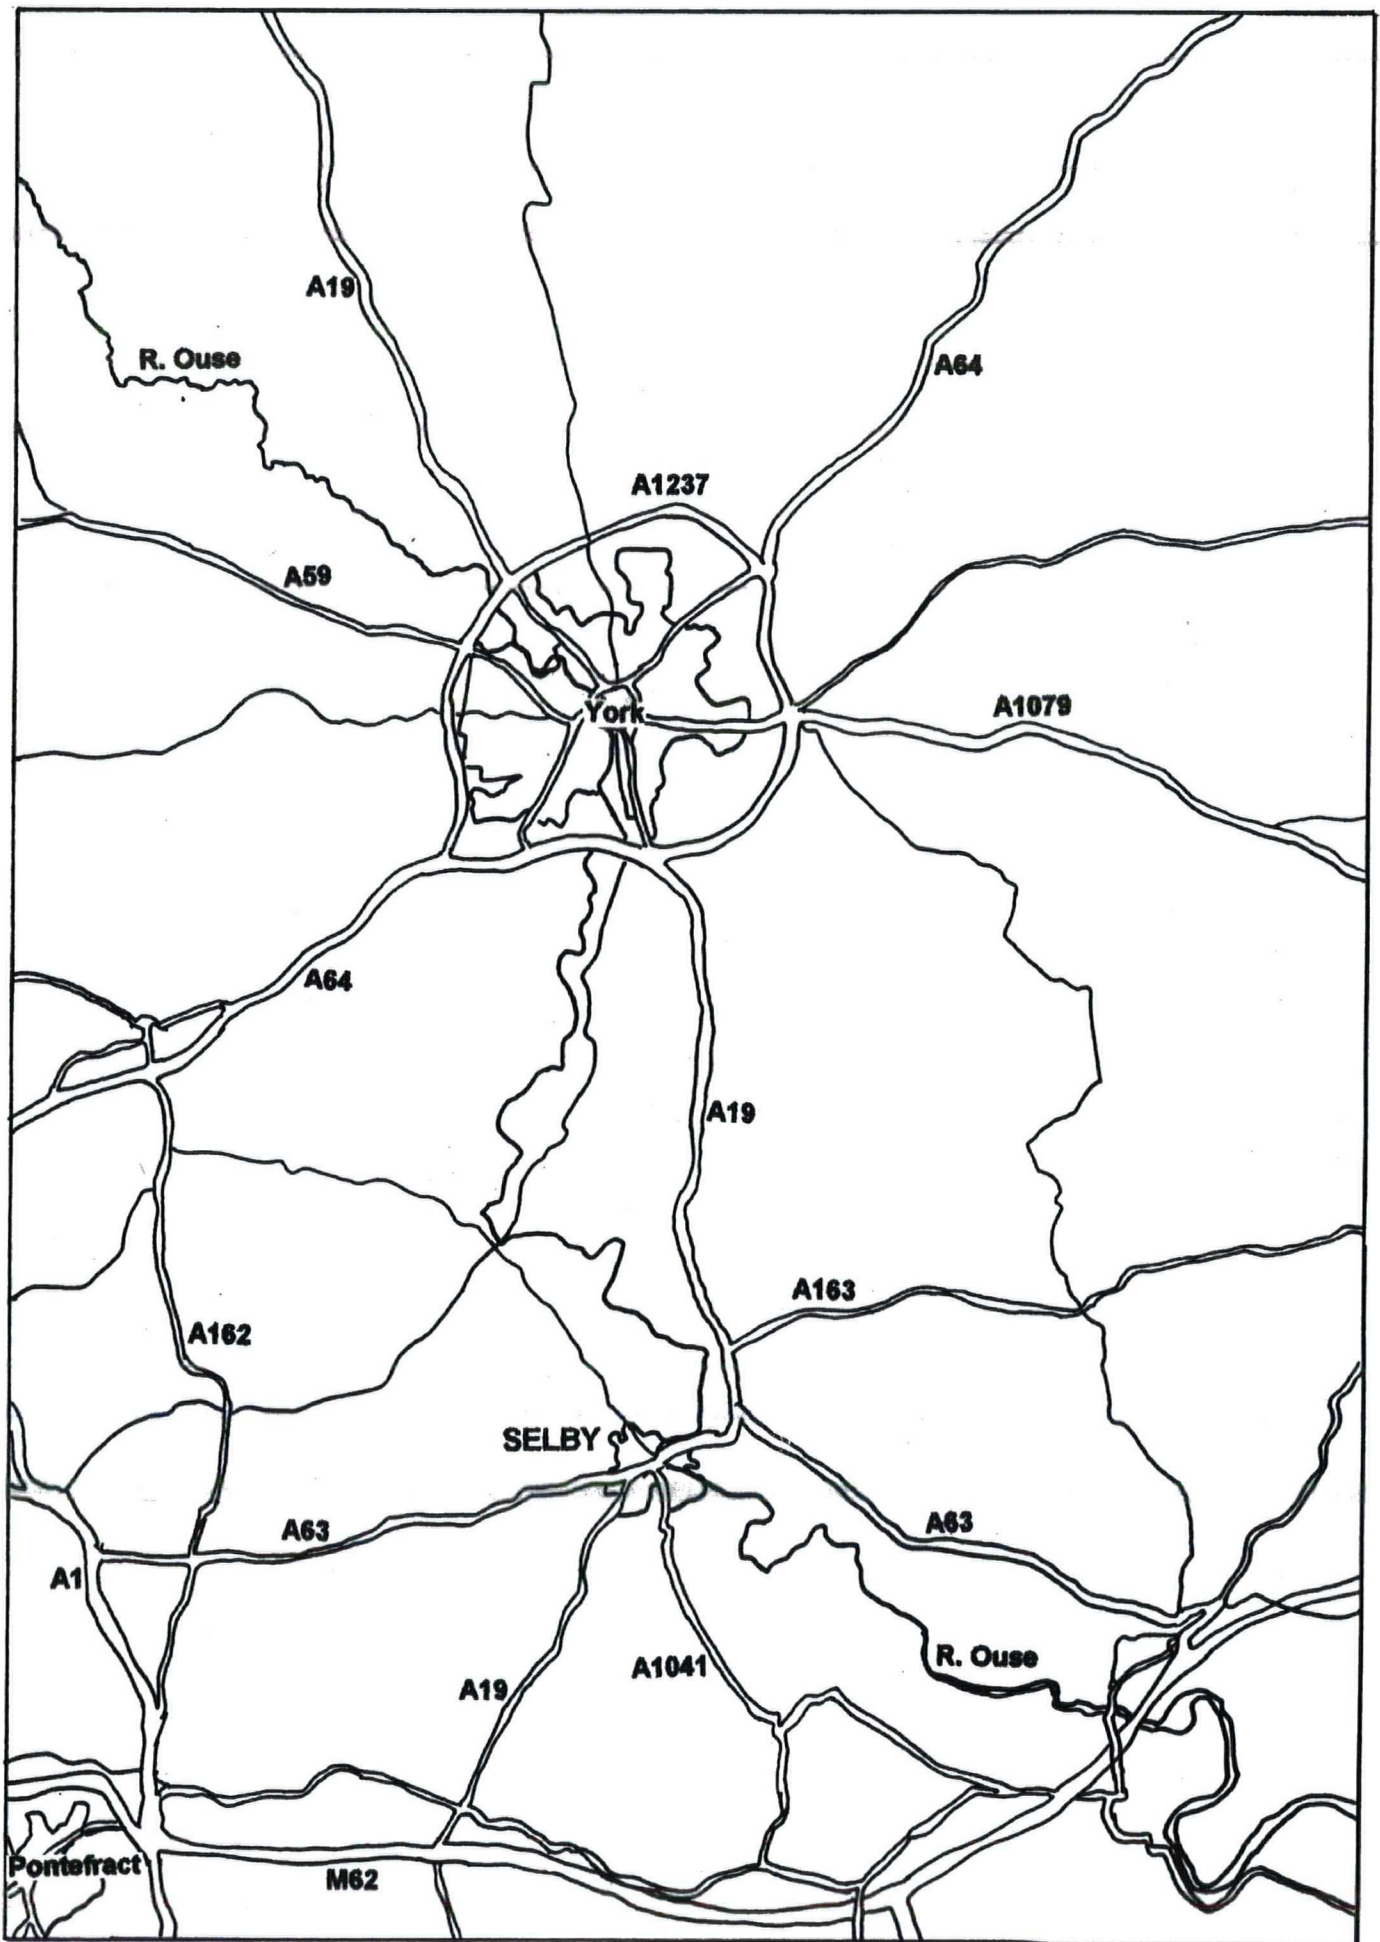 A19
R. Ouse
A64
A1237
A59
York
A1079
A64
A19
A163
A162
SELBY
A63
A63
A1
R. Ouse
A1041
A19
Pontefract
M62